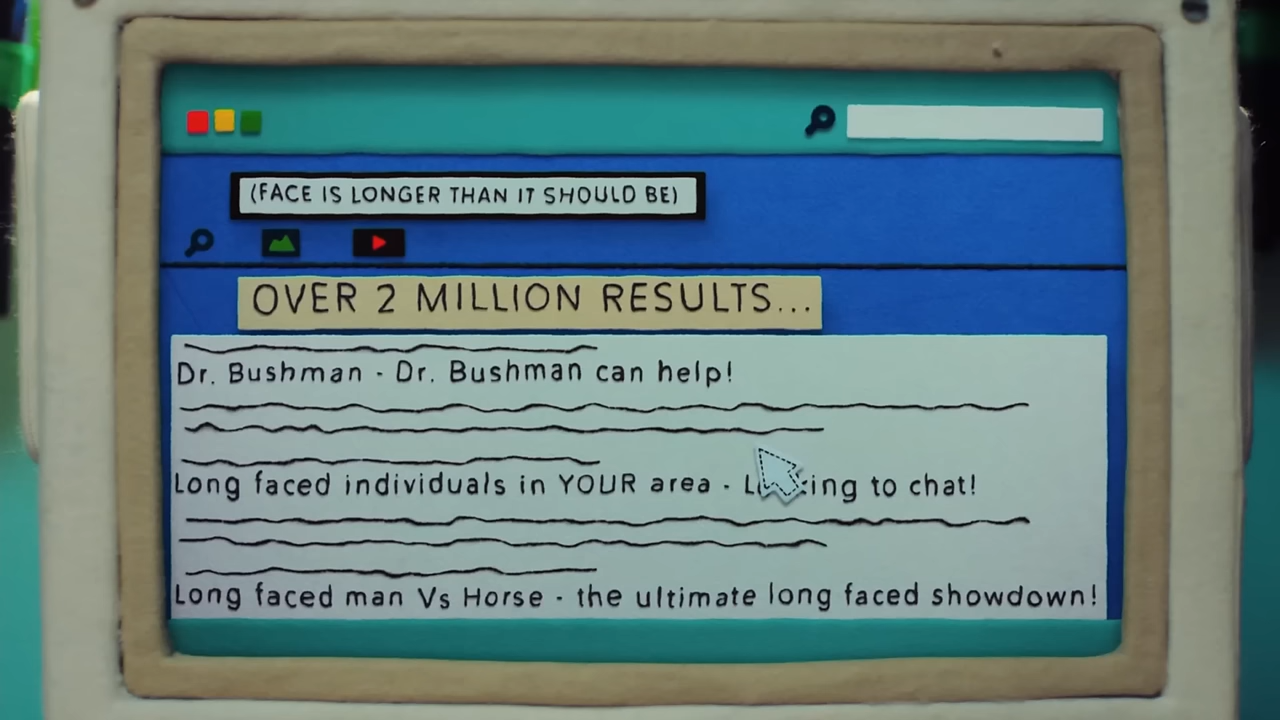 (FACE IS LONGER THAN IT SHOULD BE)
OVER 2 MILLION RESULTS...
Dr. Bushman - Dr. Bushman can help!
Long faced individuals in YOUR area - to chat!
Long faced man Vs Horse - the ultimate long faced showdown!